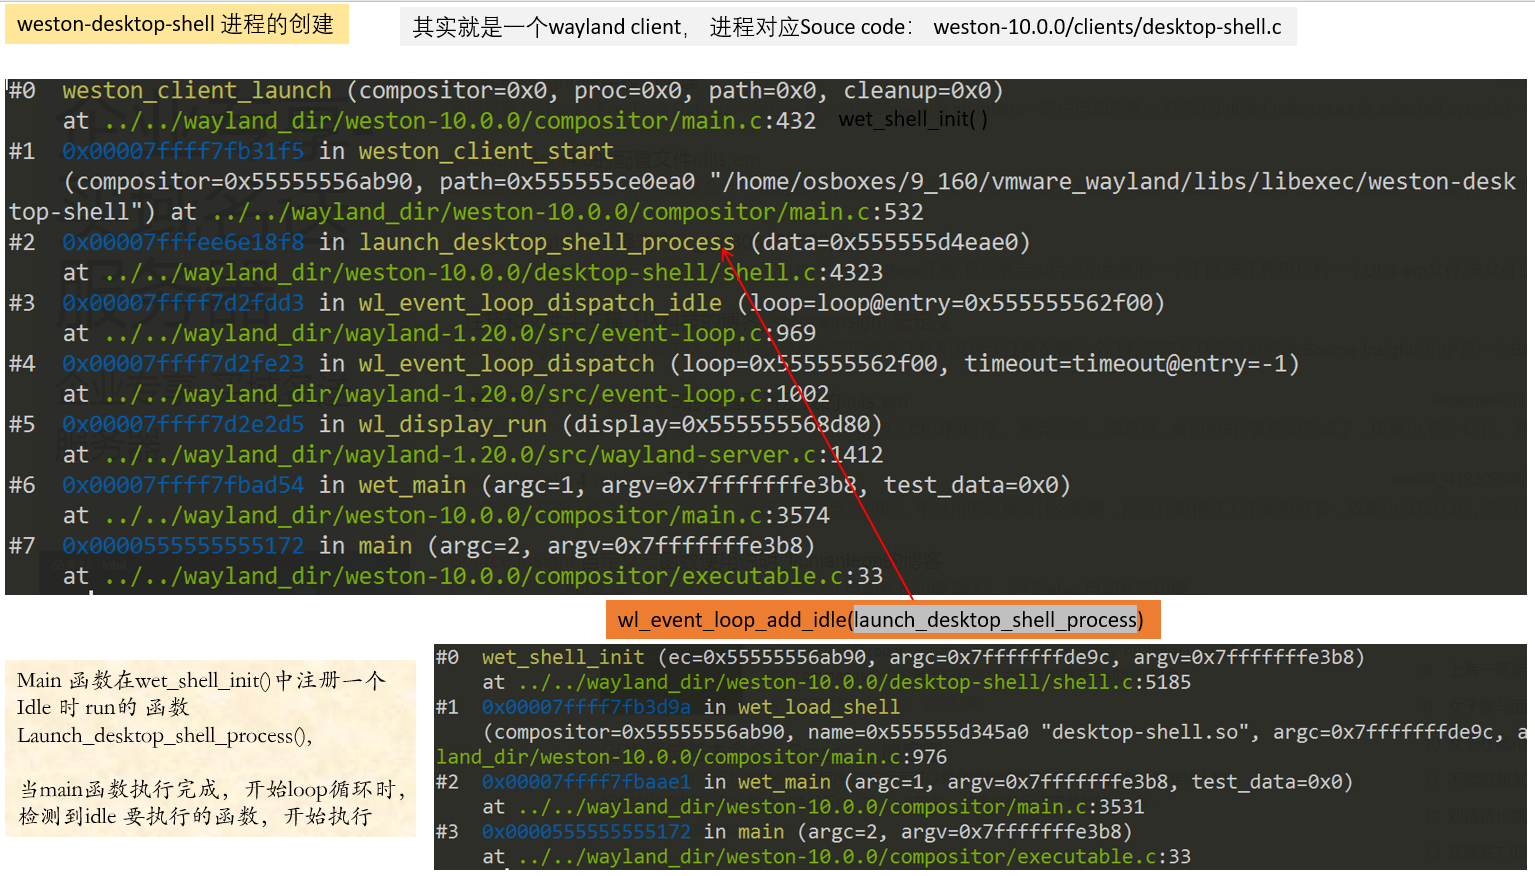 weston-desktop-shell 进程的创建
其实就是一个wayland client， 进程对应Souce code： weston-10.0.0/clients/desktop-shell.c
#0 weston_client_launch (compositor=0x0, proc=0x0, path=0x0, cleanup=0x0)
at ../../wayland_dir/weston-10.0.0/compositor/main.c:432 wet_shell_init( )
#1 0x00007ffff7fb31f5 in weston_client_start
(compositor=0x55555556ab90, path=0x555555ce0ea0 "/home/osboxes/9_160/vmware_wayland/libs/libexec/weston-desk
top-shell") at ../../wayland_dir/weston-10.0.0/compositor/main.c:532
#2 0x00007fffee6e18f8 in launch_desktop_shell_process (data=0x555555d4eae0)
at ../../wayland_dir/weston-10.0.0/desktop-shell/shell.c:4323
#3 0x00007ffff7d2fdd3 in wl_event_loop_dispatch_idle (loop=loop@entry=0x555555562f00)
at ../../wayland_dir/wayland-1.20.0/src/event-loop.c:969
#4 0x00007ffff7d2fe23 in wl_event_loop_dispatch (loop=0x555555562f00, timeout=timeout@entry=-1)
at ../../wayland_dir/wayland-1.20.0/src/event-loop.c:1002
#5 0x00007ffff7d2e2d5 in wl_display_run (display=0x555555568d80)
at ../../wayland_dir/wayland-1.20.0/src/wayland-server.c:1412
#6 0x00007ffff7fbad54 in wet_main (argc=1, argv=0x7fffffffe3b8, test_data=0x0)
at ../../wayland_dir/weston-10.0.0/compositor/main.c:3574
#7 0x0000555555555172 in main (argc=2, argv=0x7fffffffe3b8)
at ../../wayland_dir/weston-10.0.0/compositor/executable.c:33
wl_event_loop_add_idle(launch_desktop_shell_process)
#0 wet_shell_init (ec=0x55555556ab90, argc=0x7fffffffde9c, argv=0x7fffffffe3b8)
at ../../wayland_dir/weston-10.0.0/desktop-shell/shell.c:5185
#1 0x00007ffff7fb3d9a in wet_load_shell
(compositor=0x55555556ab90, name=0x555555d345a0 "desktop-shell.so", argc=0x7fffffffde9c, a
land_dir/weston-10.0.0/compositor/main.c:976
#2 0x00007ffff7fbaae1 in wet_main (argc=1, argv=0x7fffffffe3b8, test_data=0x0)
at ../../wayland_dir/weston-10.0.0/compositor/main.c:3531
#3 0x0000555555555172 in main (argc=2, argv=0x7fffffffe3b8)
at ../../wayland_dir/weston-10.0.0/compositor/executable.c:33
Main 函数在wet_shell_init()中注册一个
Idle 时 run的 函数
Launch_desktop_shell_process(),
当main函数执行完成，开始loop循环时，
检测到idle 要执行的函数，开始执行